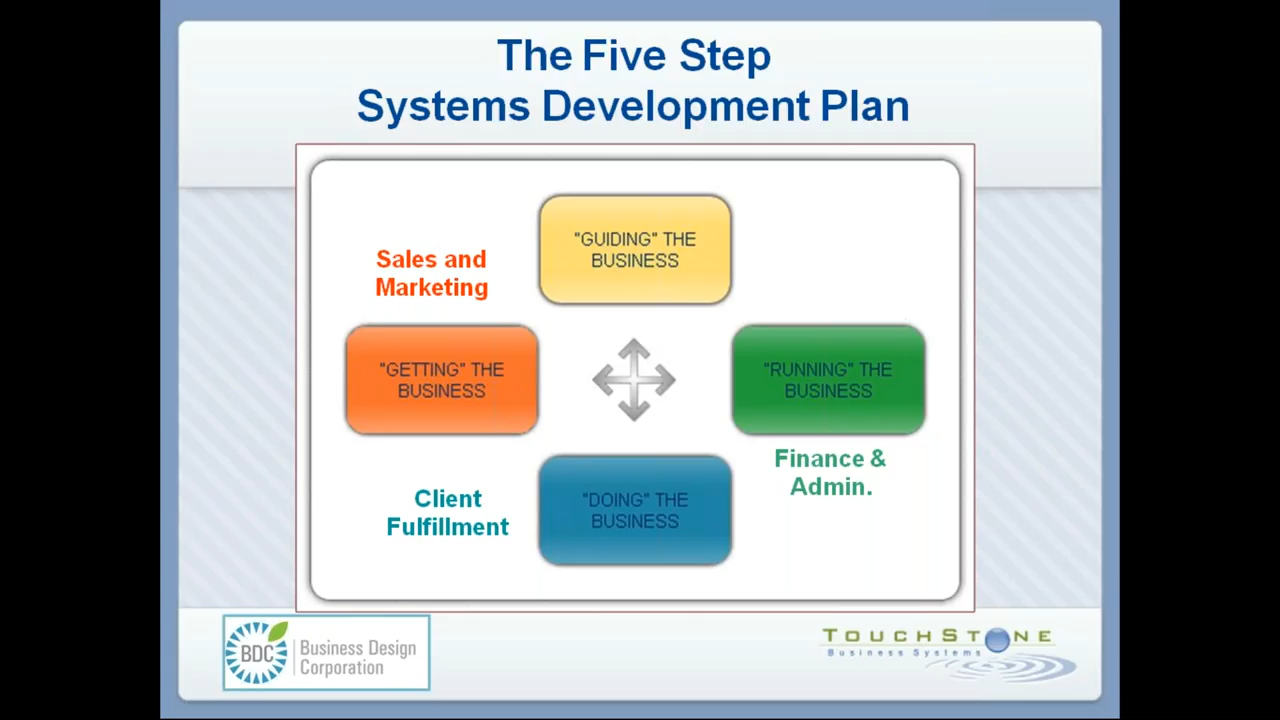 The Five Step
Systems Development Plan
"GUIDING" THE
BUSINESS
Sales and
Marketing
"GETTING" THE
BUSINESS
"RUNNING" THE
BUSINESS
Finance &
Admin.
Client
Fulfillment
"DOING" THE
BUSINESS
BDC
Business Design
Corporation
TOUCHSTONE
Business Systems